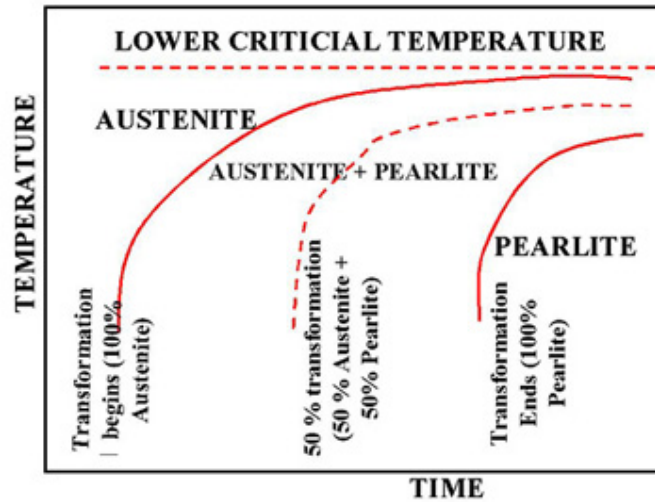 LOWER CRITICIAL TEMPERATURE
AUSTENITE
AUSTENITE + PEARLITE
PEARLITE
TEMPERATURE
Transformation
| begins (100%
Austenite)
50 % transformation
(50 % Austenite +
50% Pearlite)
Transformation
Ends (100%
Pearlite)
TIME